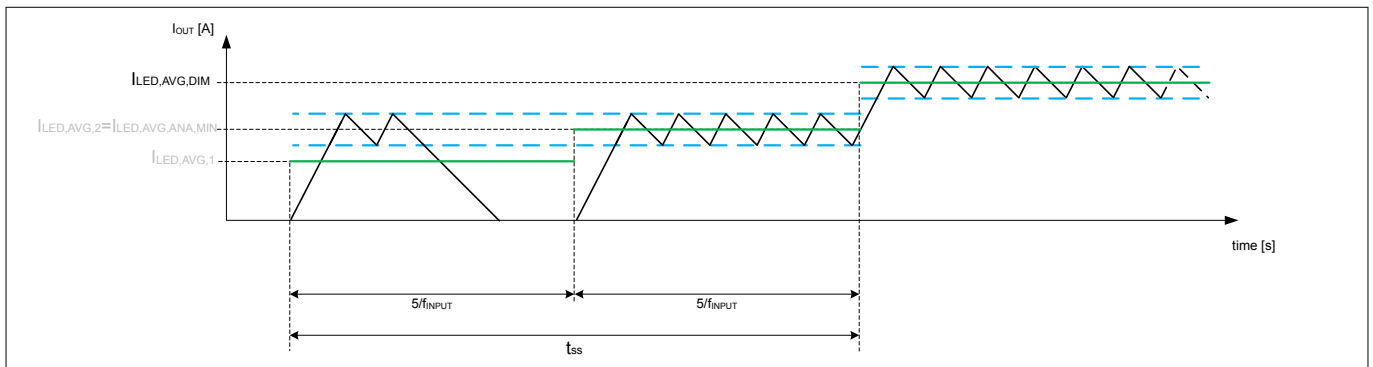 IOUT [A]
ILED,AVG,DIM
ILED,AVG,2=ILED,AVG,ANA,MIN
ILED,AVG,1
time [s]
5/fINPUT
5/fINPUT
tss